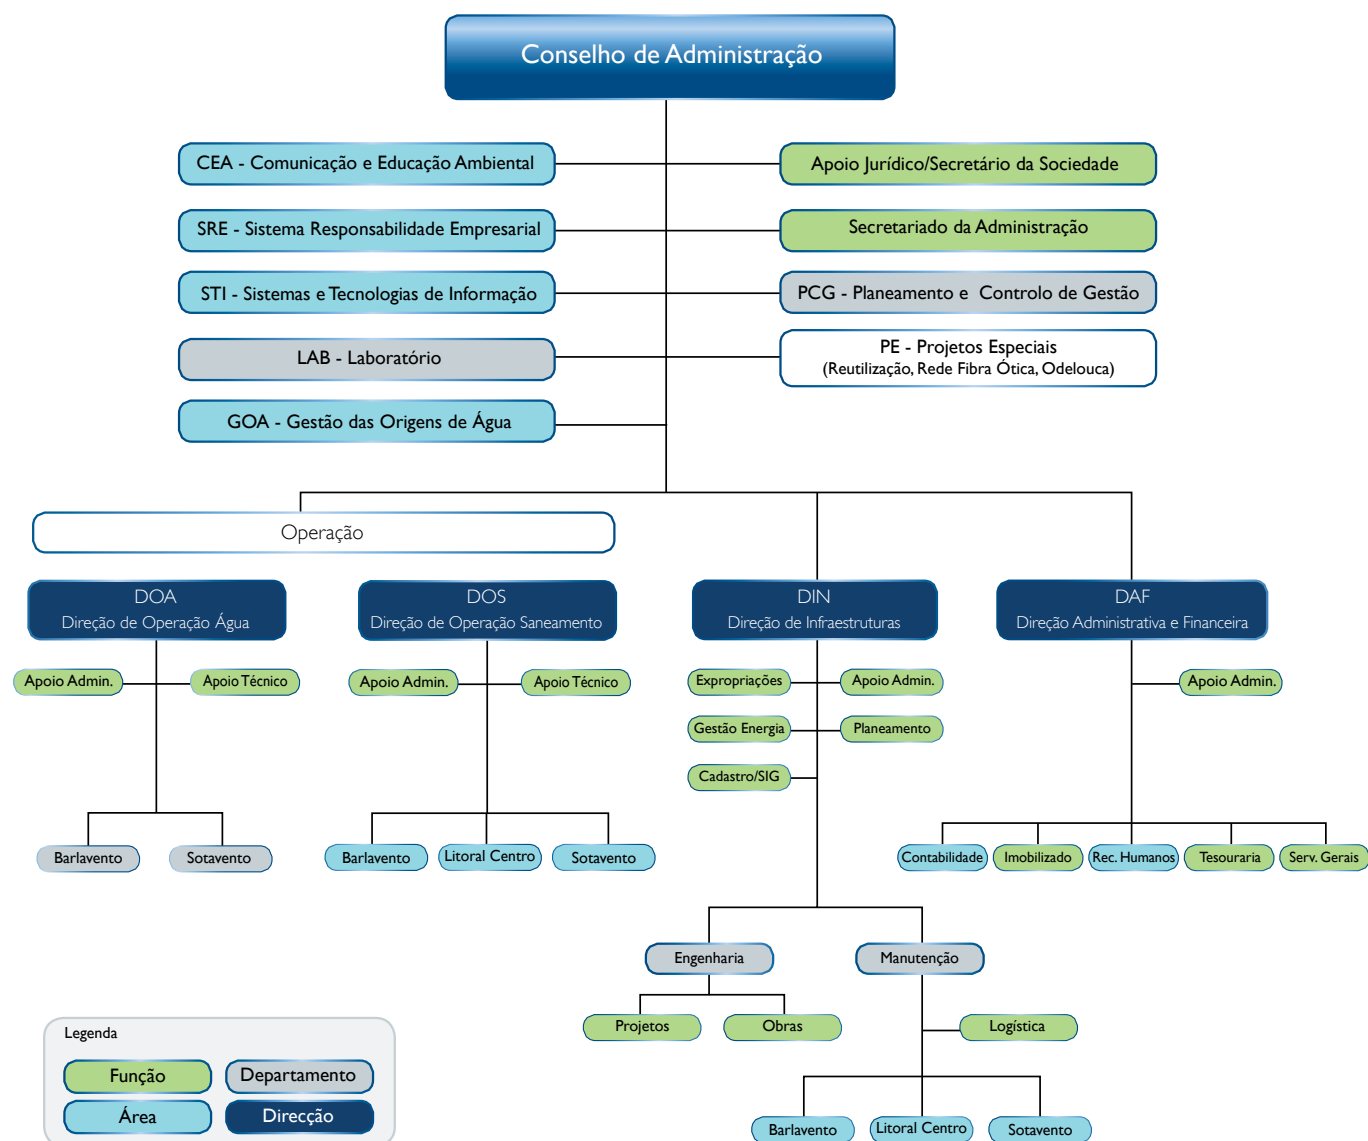 Conselho de Administração
CEA - Comunicação e Educação Ambiental
Apoio Jurídico/Secretário da Sociedade
SRE - Sistema Responsabilidade Empresarial
Secretariado da Administração
STI - Sistemas e Tecnologias de Informação
PCG - Planeamento e Controlo de Gestão
LAB - Laboratório
PE - Projetos Especiais
(Reutilização, Rede Fibra Ótica, Odelouca)
GOA - Gestão das Origens de Água
Operação
DOA
Direção de Operação Água
DOS
Direção de Operação Saneamento
DIN
Direção de Infraestruturas
DAF
Direção Administrativa e Financeira
Apoio Admin.
Apoio Técnico
Apoio Admin.
Apoio Técnico
Expropriações
Apoio Admin.
Apoio Admin.
Gestão Energia
Planeamento
Cadastro/SIG
Barlavento
Sotavento
Barlavento
Litoral Centro
Sotavento
Contabilidade
Imobilizado
Rec. Humanos
Tesouraria
Serv. Gerais
Engenharia
Manutenção
Projetos
Obras
Logística
Barlavento
Litoral Centro
Sotavento
Legenda
Função
Departamento
Área
Direcção